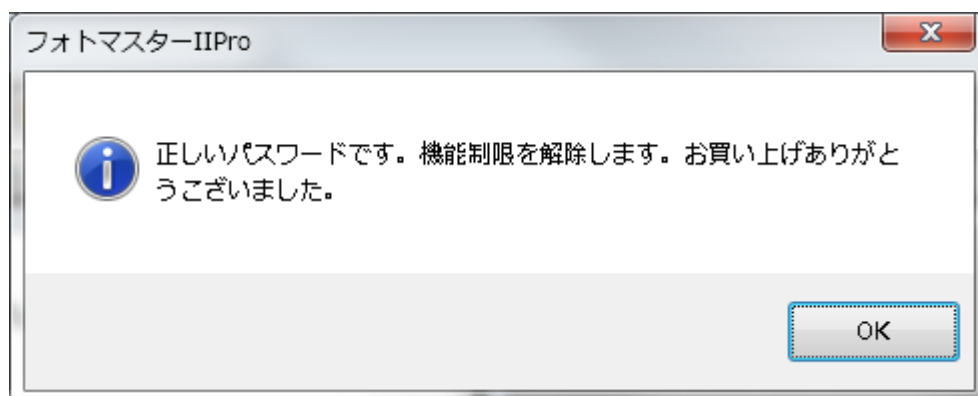 フォトマスターIIPro
正しいパスワードです。機能制限を解除します。お買い上げありがと
うこざいました。
OK